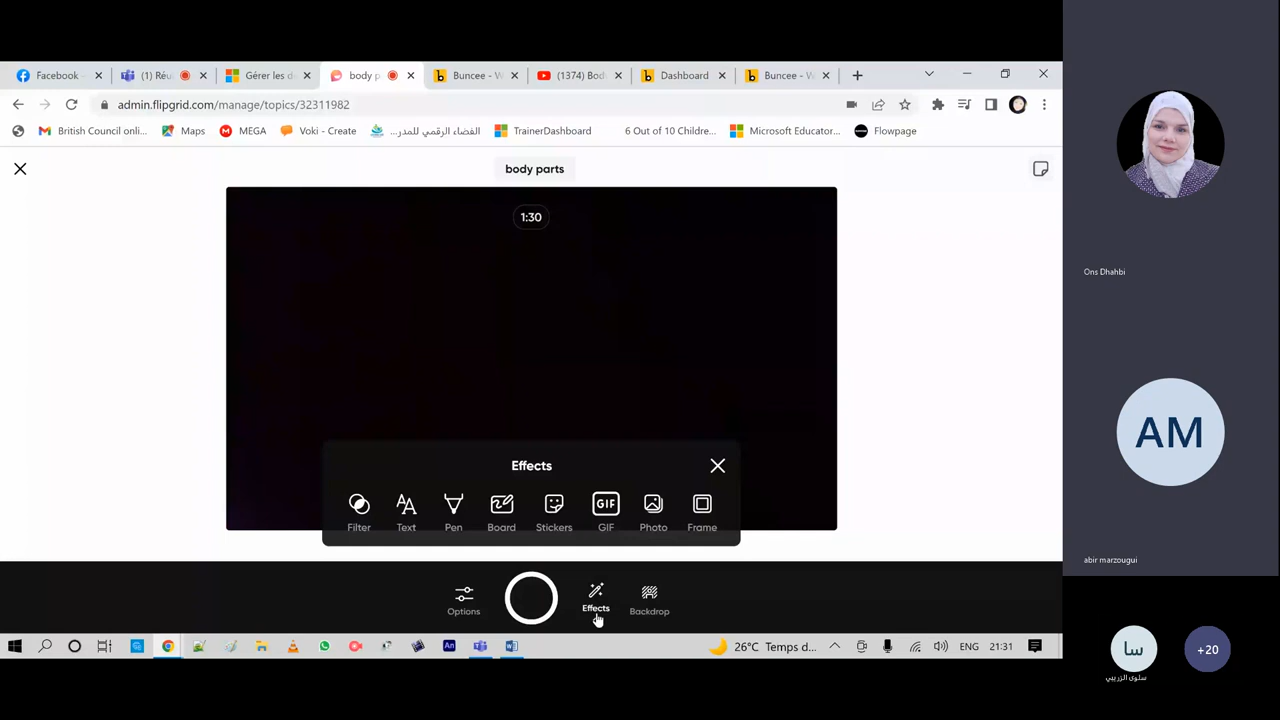 Facebook
(1) Réu
Gérer les d
body p
Buncee - W
(1374) Bod
Dashboard
Buncee - W
admin.flipgrid.com/manage/topics/32311982
British Council onli...
Maps
MEGA
Voki - Create
الفضاء الرقمي للمدر...
TrainerDashboard
6 Out of 10 Childre...
Microsoft Educator...
Flowpage
body parts
1:30
Effects
Filter
Text
Pen
Board
Stickers
GIF
GIF
Photo
Frame
Options
Effects
Backdrop
An
26°C Temps d...
ENG
21:31
Ons Dhahbi
AM
abir marzougui
سا
+20
سلوى الزريبي